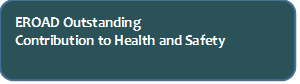 EROAD Outstanding
Contribution to Health and Safety